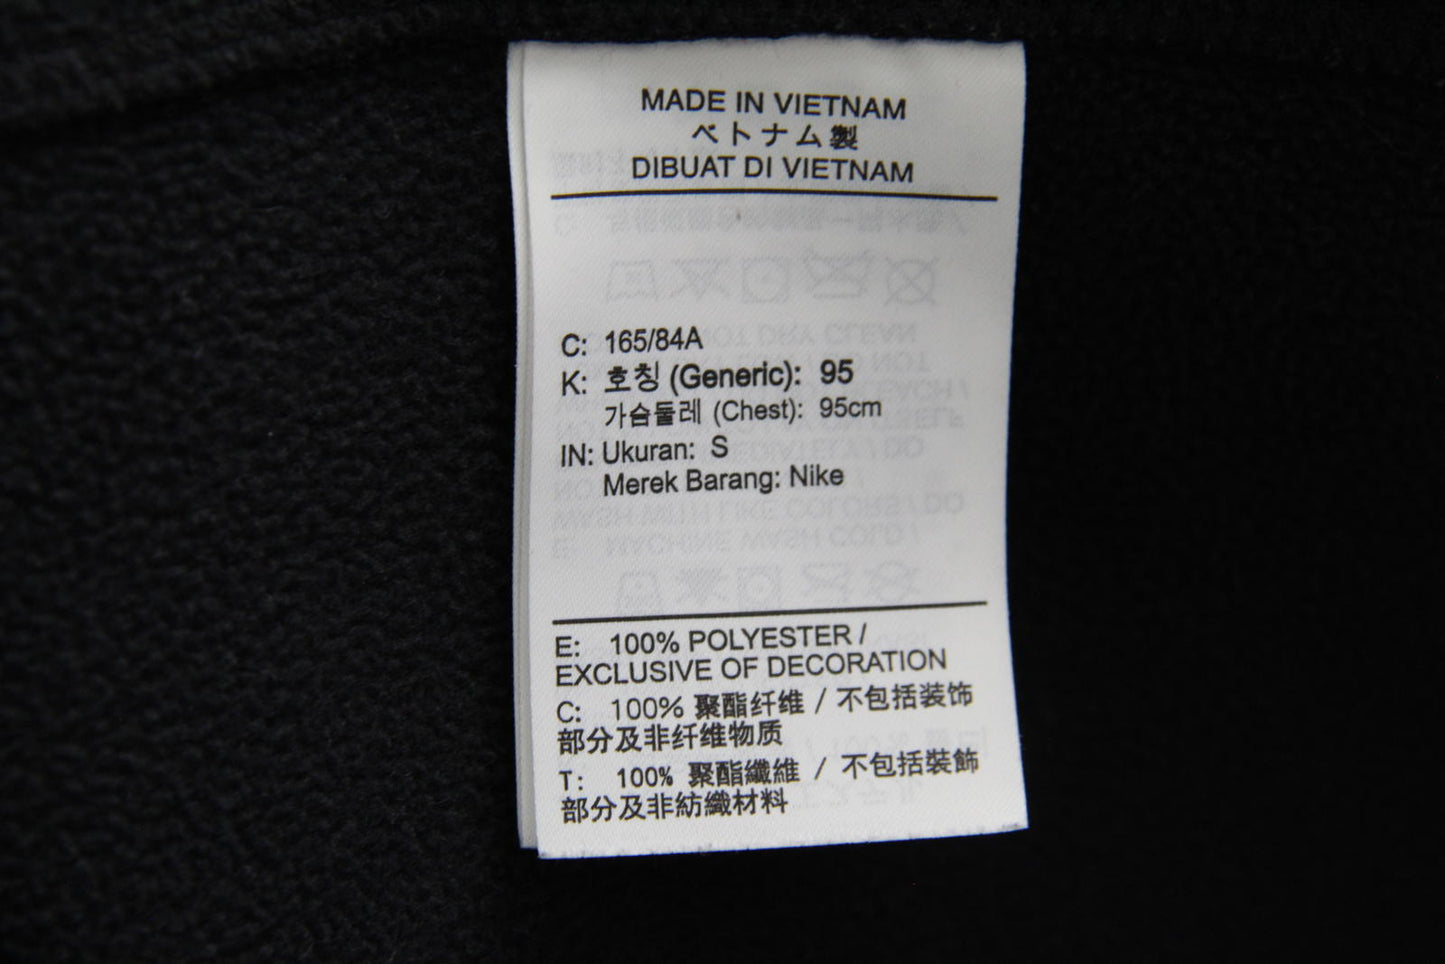 MADE IN VIETNAM
ベトナム製
DIBUAT DI VIETNAM
C: 165/84A
K: 호칭 (Generic): 95
가슴둘레 (Chest): 95cm
IN: Ukuran: S
Merek Barang: Nike
E: 100% POLYESTER /
EXCLUSIVE OF DECORATION
C: 100% 聚酯纤维 / 不包括装饰
部分及非纤维物质
T: 100% 聚酯纖維 / 不包括裝飾
部分及非紡織材料